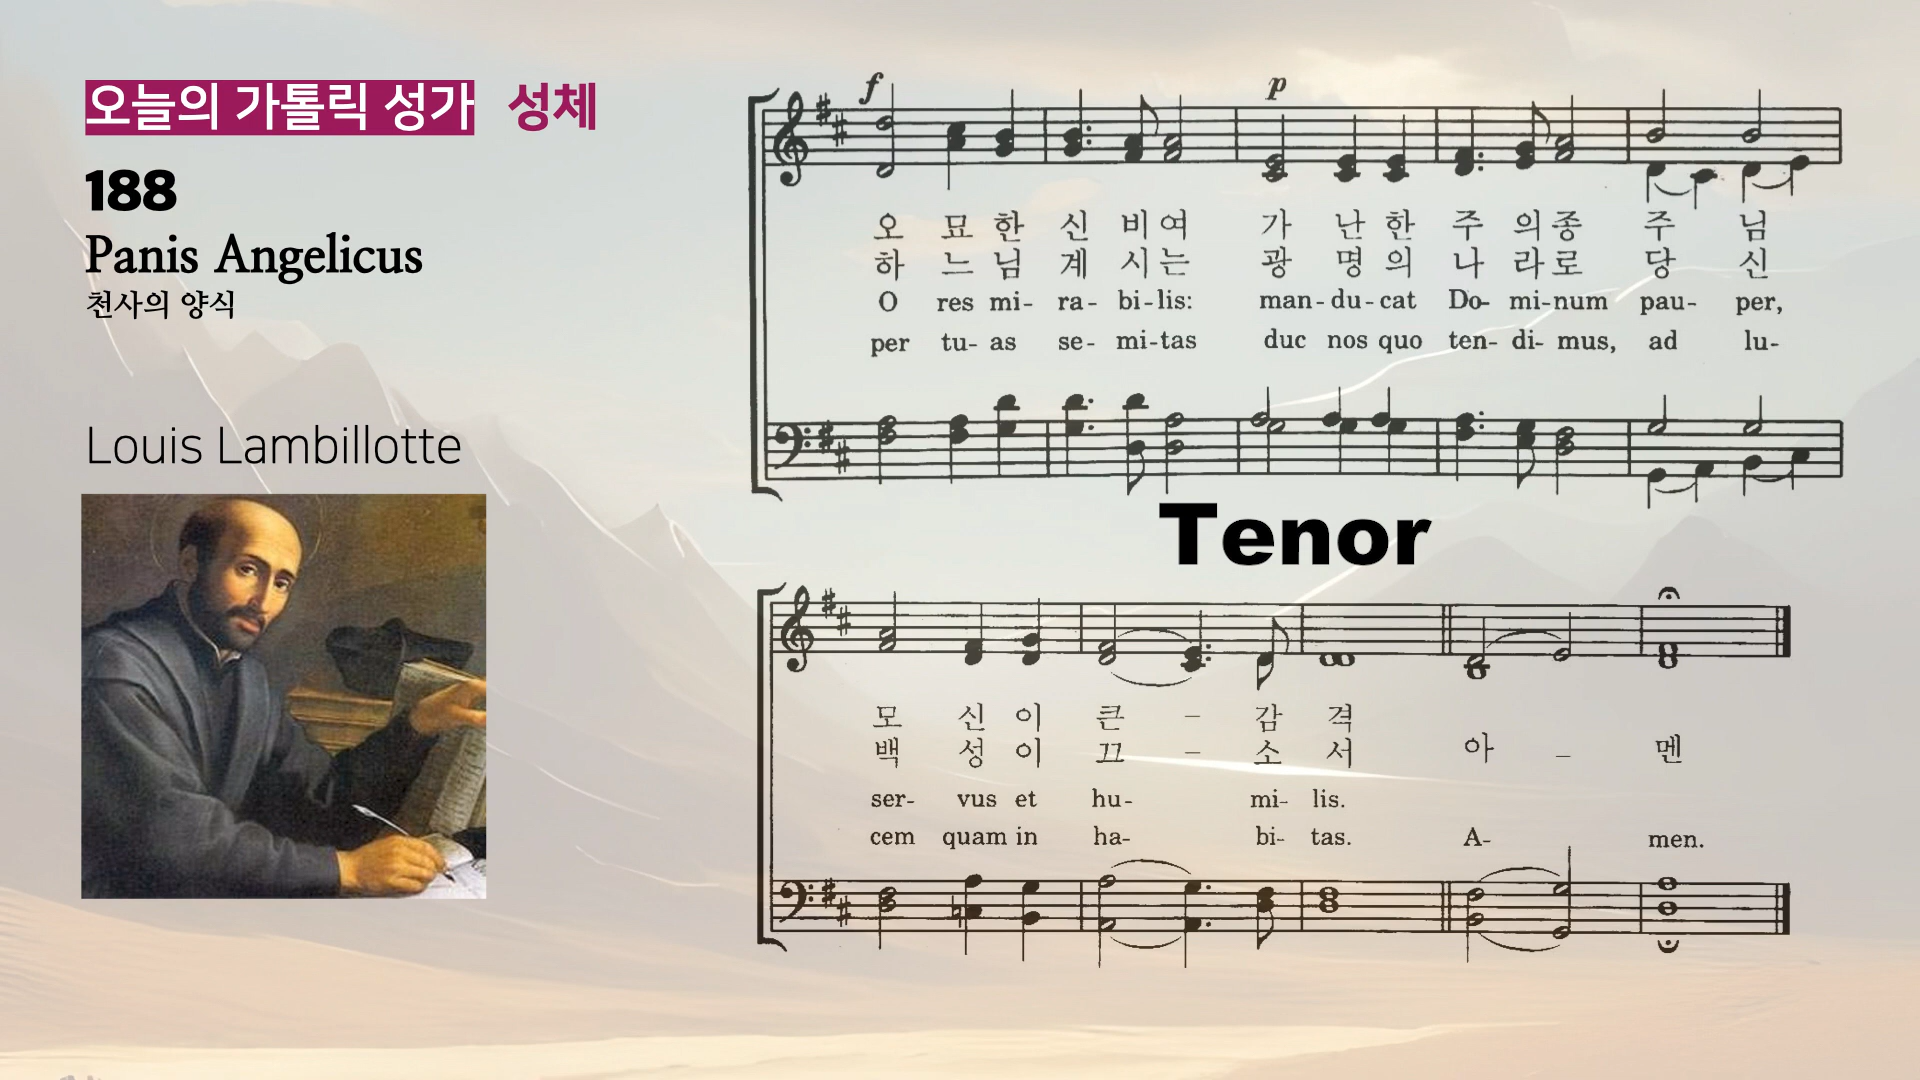 오늘의 가톨릭 성가 성체
188
Panis Angelicus
천사의 양식
Louis Lambillotte
f p
오 묘 한 신 비 여 가 난 한 주 의 종 주 님
하 느 님 계 시 는 광 명 의 나 라 로 당 신
O res mi- ra- bi-lis: man-du-cat Do- mi-num pau- per,
per tu- as se- mi-tas duc nos quo ten- di- mus, ad lu-
Tenor
모 신 이 큰 – 감 격
백 성 이 끄 – 소 서 아 – 멘
ser- vus et hu- mi- lis.
cem quam in ha- bi- tas. A- men.